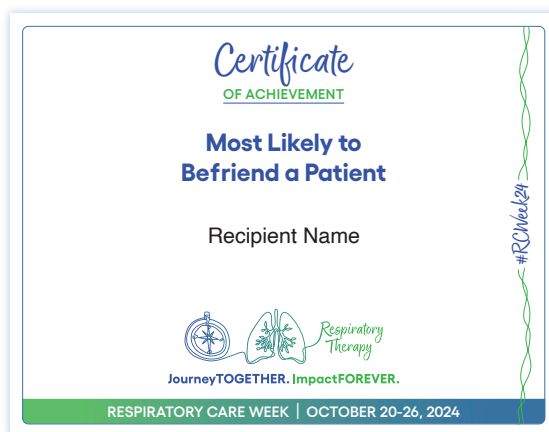 Certificate
OF ACHIEVEMENT
Most Likely to
Befriend a Patient
Recipient Name
#RCWeek24
Respiratory
Therapy
JourneyTOGETHER. ImpactFOREVER.
RESPIRATORY CARE WEEK | OCTOBER 20-26, 2024